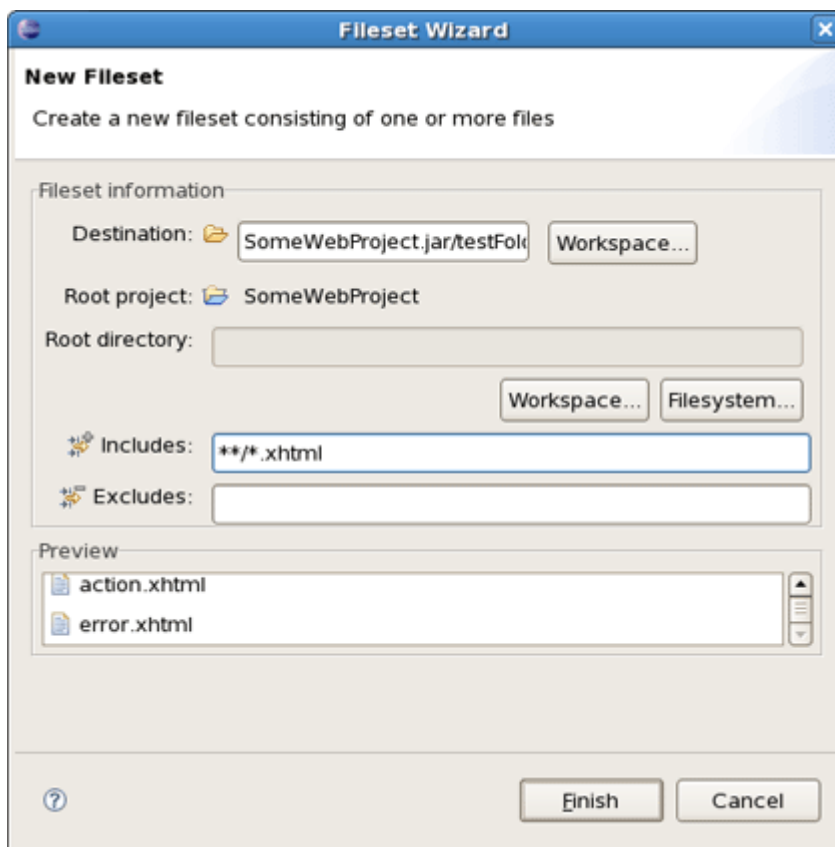 Fileset Wizard
New Fileset
Create a new fileset consisting of one or more files
Fileset information
Destination: SomeWebProject.jar/testFol Workspace...
Root project: SomeWebProject
Root directory:
Workspace... Filesystem...
Includes: **/*.xhtml
Excludes:
Preview
action.xhtml
error.xhtml
Finish Cancel